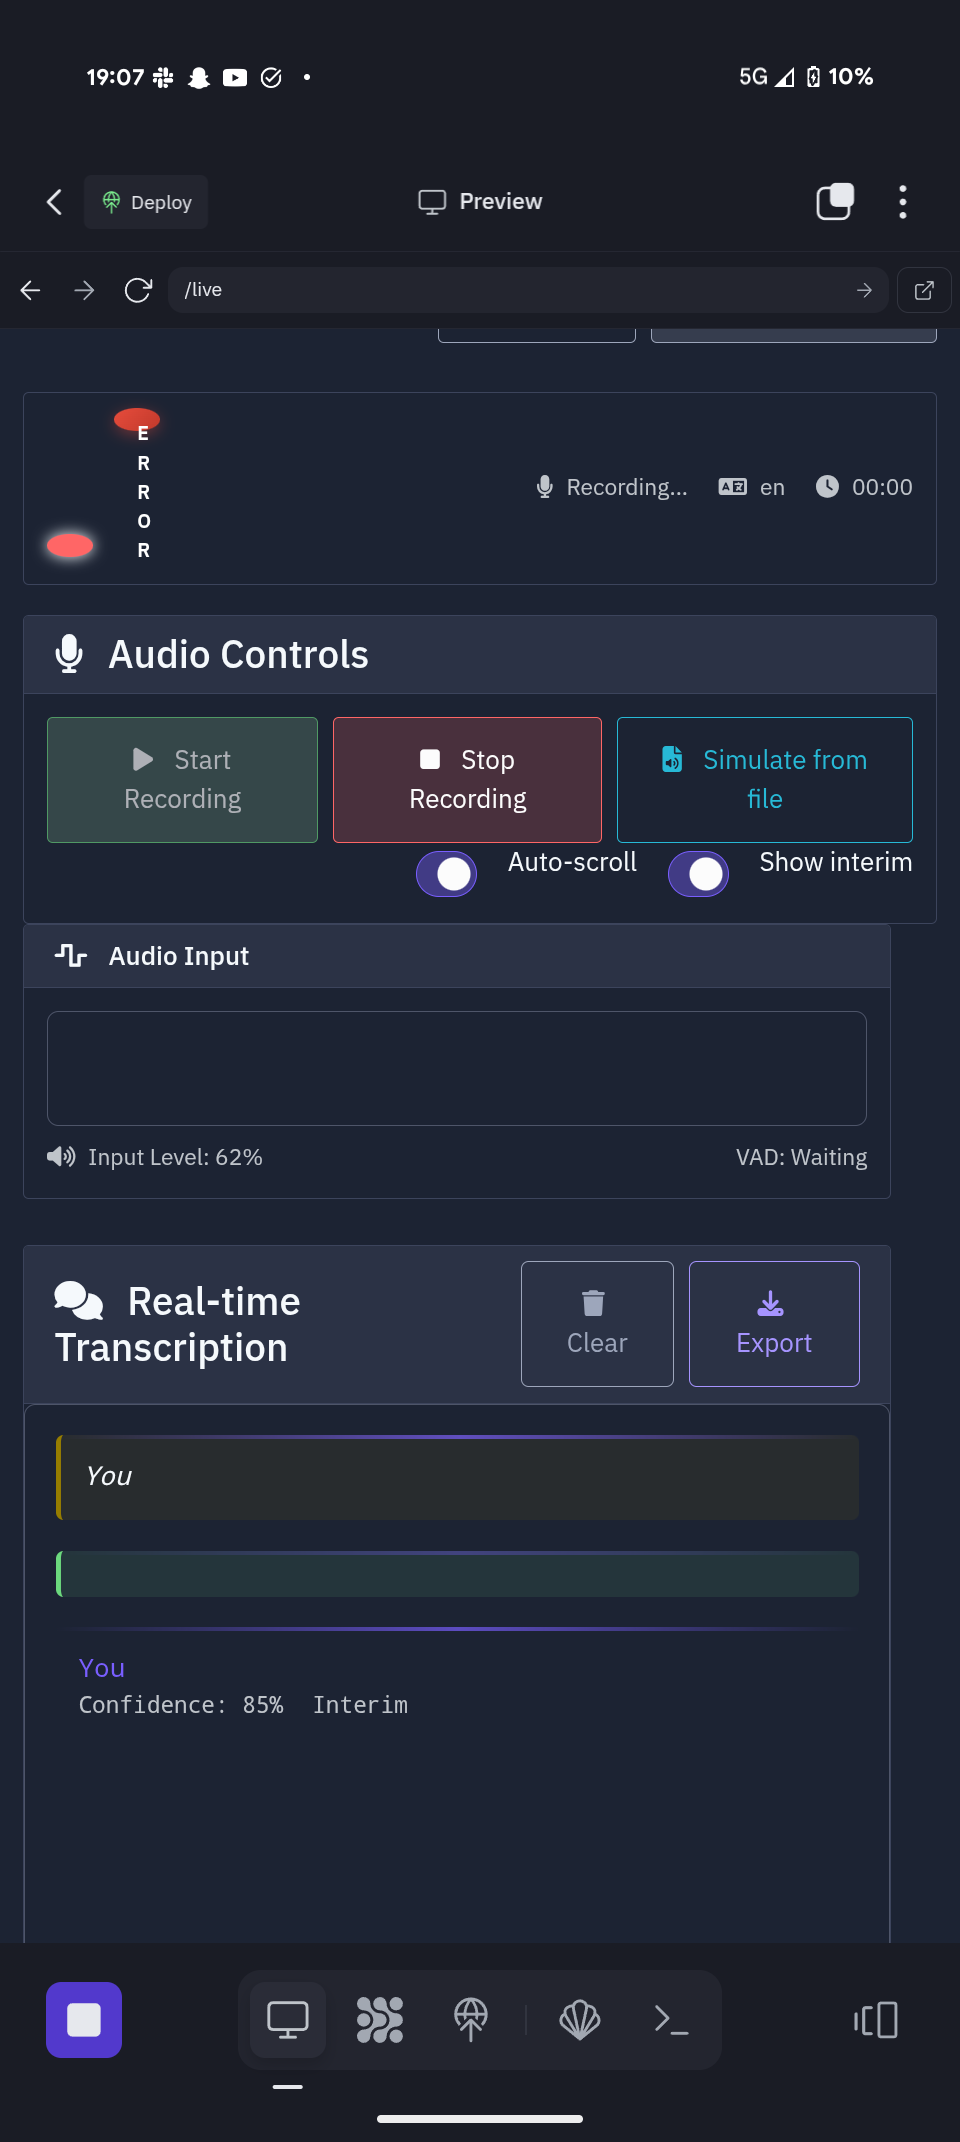 19:07
5G 10%
Deploy
Preview
/live
ERROR
Recording...
en
00:00
Audio Controls
Start
Recording
Stop
Recording
Simulate from
file
Auto-scroll
Show interim
Audio Input
Input Level: 62%
VAD: Waiting
Real-time
Transcription
Clear
Export
You
You
Confidence: 85% Interim